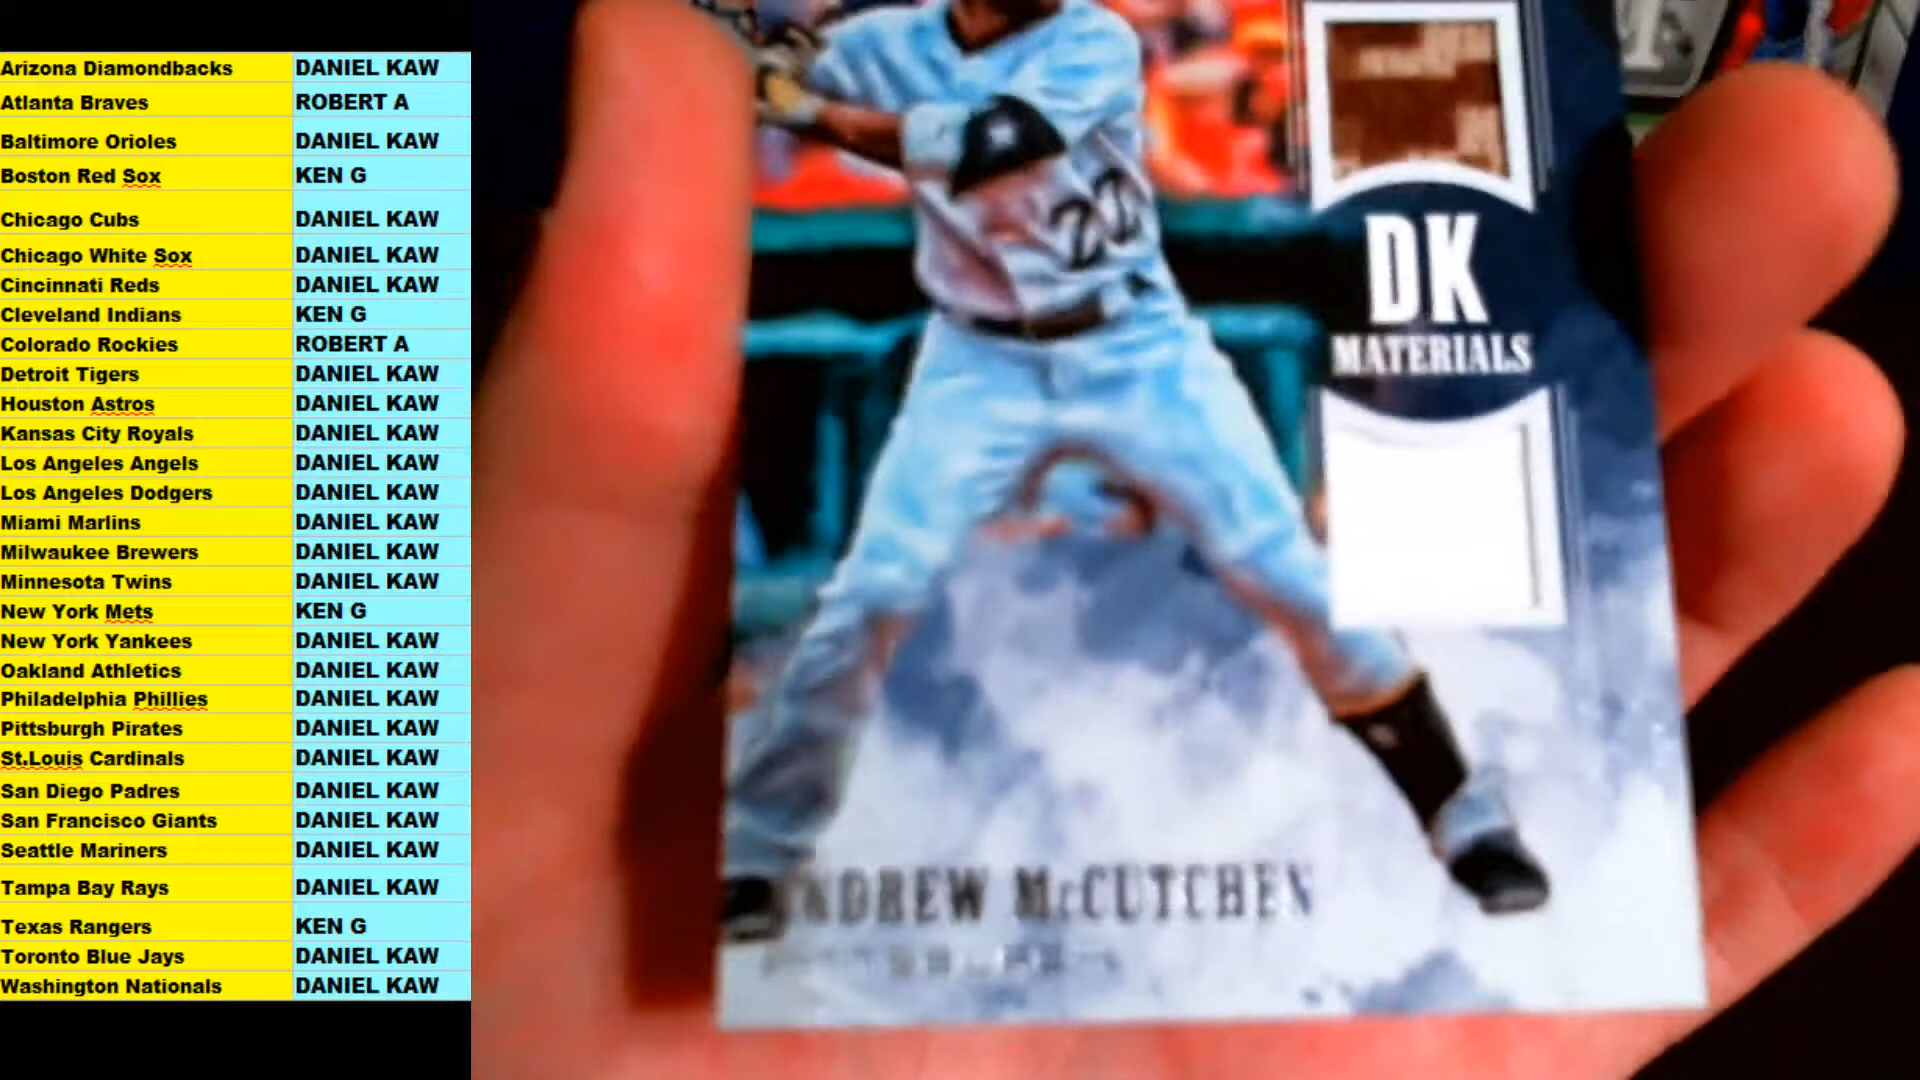 Arizona Diamondbacks DANIEL KAW
Atlanta Braves ROBERT A
Baltimore Orioles DANIEL KAW
Boston Red Sox KEN G
Chicago Cubs DANIEL KAW
Chicago White Sox DANIEL KAW
Cincinnati Reds DANIEL KAW
Cleveland Indians KEN G
Colorado Rockies ROBERT A
Detroit Tigers DANIEL KAW
Houston Astros DANIEL KAW
Kansas City Royals DANIEL KAW
Los Angeles Angels DANIEL KAW
Los Angeles Dodgers DANIEL KAW
Miami Marlins DANIEL KAW
Milwaukee Brewers DANIEL KAW
Minnesota Twins DANIEL KAW
New York Mets KEN G
New York Yankees DANIEL KAW
Oakland Athletics DANIEL KAW
Philadelphia Phillies DANIEL KAW
Pittsburgh Pirates DANIEL KAW
St.Louis Cardinals DANIEL KAW
San Diego Padres DANIEL KAW
San Francisco Giants DANIEL KAW
Seattle Mariners DANIEL KAW
Tampa Bay Rays DANIEL KAW
Texas Rangers KEN G
Toronto Blue Jays DANIEL KAW
Washington Nationals DANIEL KAW
22
DK
MATERIALS
ANDREW McCUTCHEN